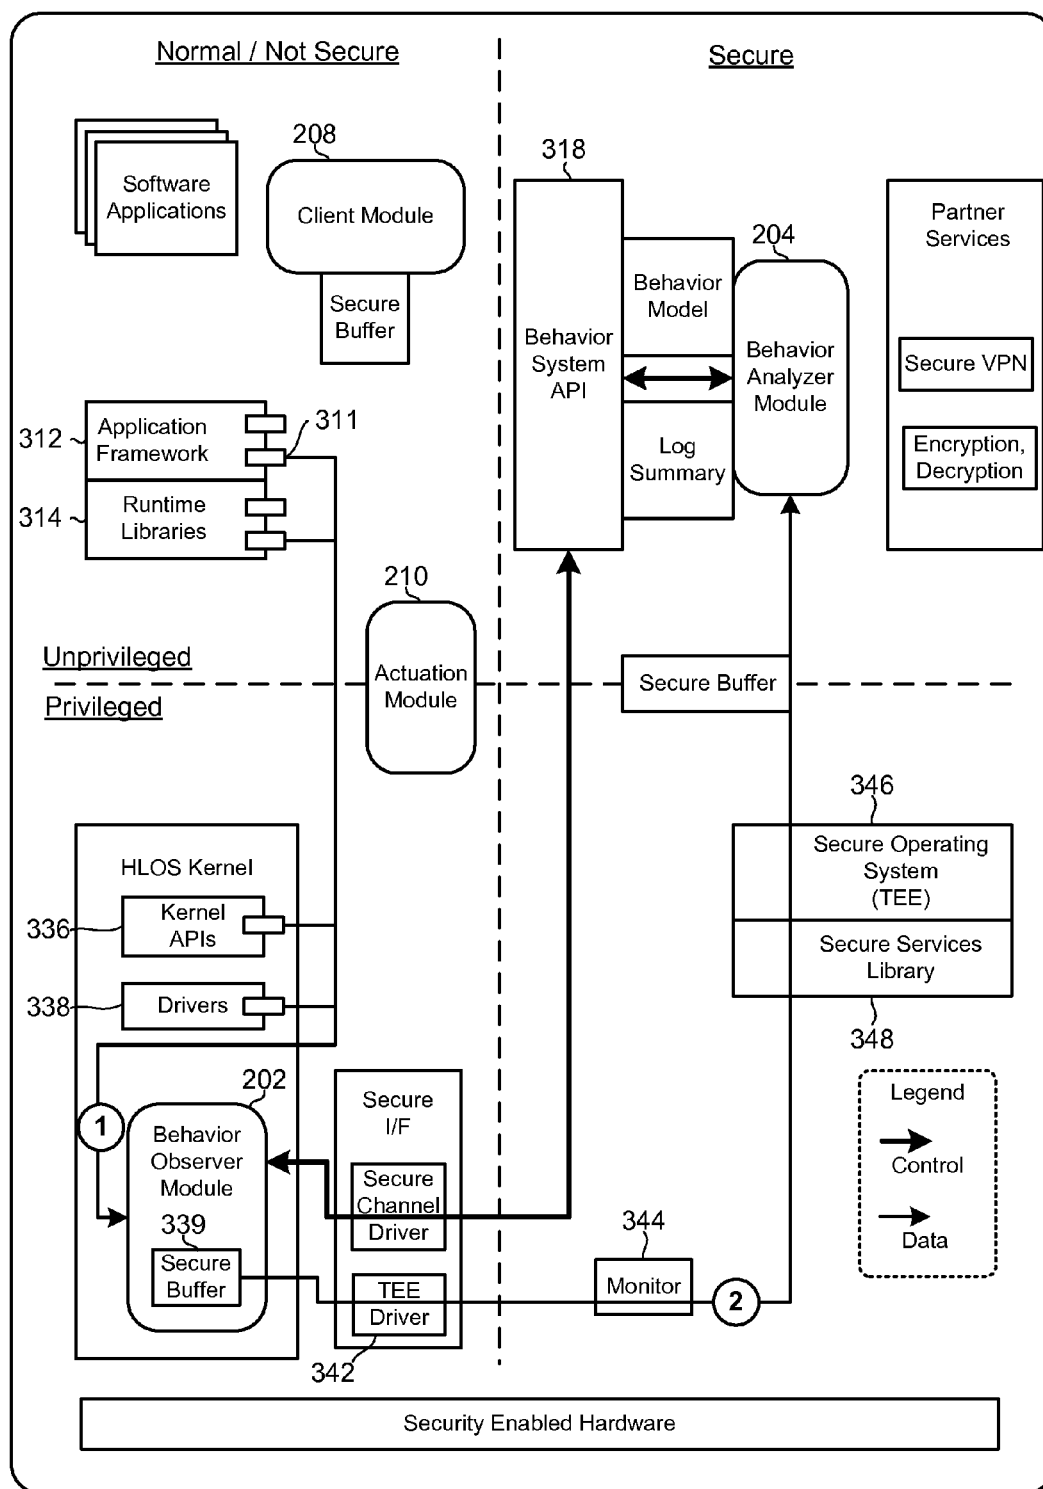 Normal / Not Secure
Secure
208
Software
Applications
Client Module
Secure
Buffer
318
Behavior
System
API
Behavior
Model
Log
Summary
204
Behavior
Analyzer
Module
Partner
Services
Secure VPN
Encryption,
Decryption
312
Application
Framework
311
314
Runtime
Libraries
210
Actuation
Module
Unprivileged
Privileged
Secure Buffer
HLOS Kernel
336
Kernel
APIs
338
Drivers
346
Secure Operating
System
(TEE)
Secure Services
Library
348
1
202
Behavior
Observer
Module
339
Secure
Buffer
Secure
I/F
Secure
Channel
Driver
TEE
Driver
342
344
Monitor
2
Legend
Control
Data
Security Enabled Hardware